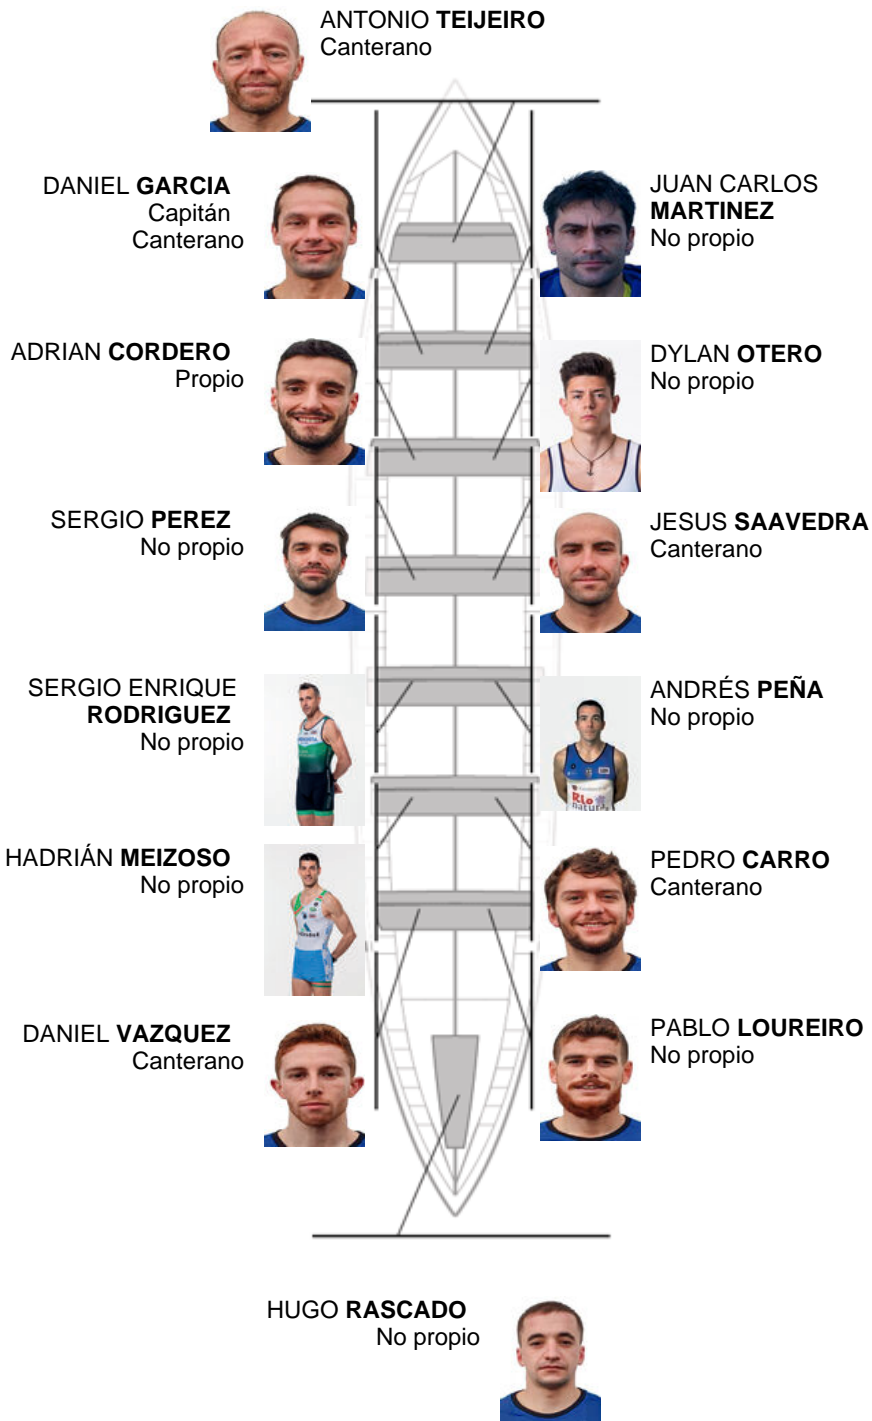 ANTONIO TEIJEIRO
Canterano
DANIEL GARCIA
Capitán
Canterano
JUAN CARLOS
MARTINEZ
No propio
ADRIAN CORDERO
Propio
DYLAN OTERO
No propio
SERGIO PEREZ
No propio
JESUS SAAVEDRA
Canterano
SERGIO ENRIQUE
RODRIGUEZ
No propio
ANDRÉS PEÑA
No propio
Río
natura
HADRIÁN MEIZOSO
No propio
PEDRO CARRO
Canterano
DANIEL VAZQUEZ
Canterano
PABLO LOUREIRO
No propio
HUGO RASCADO
No propio